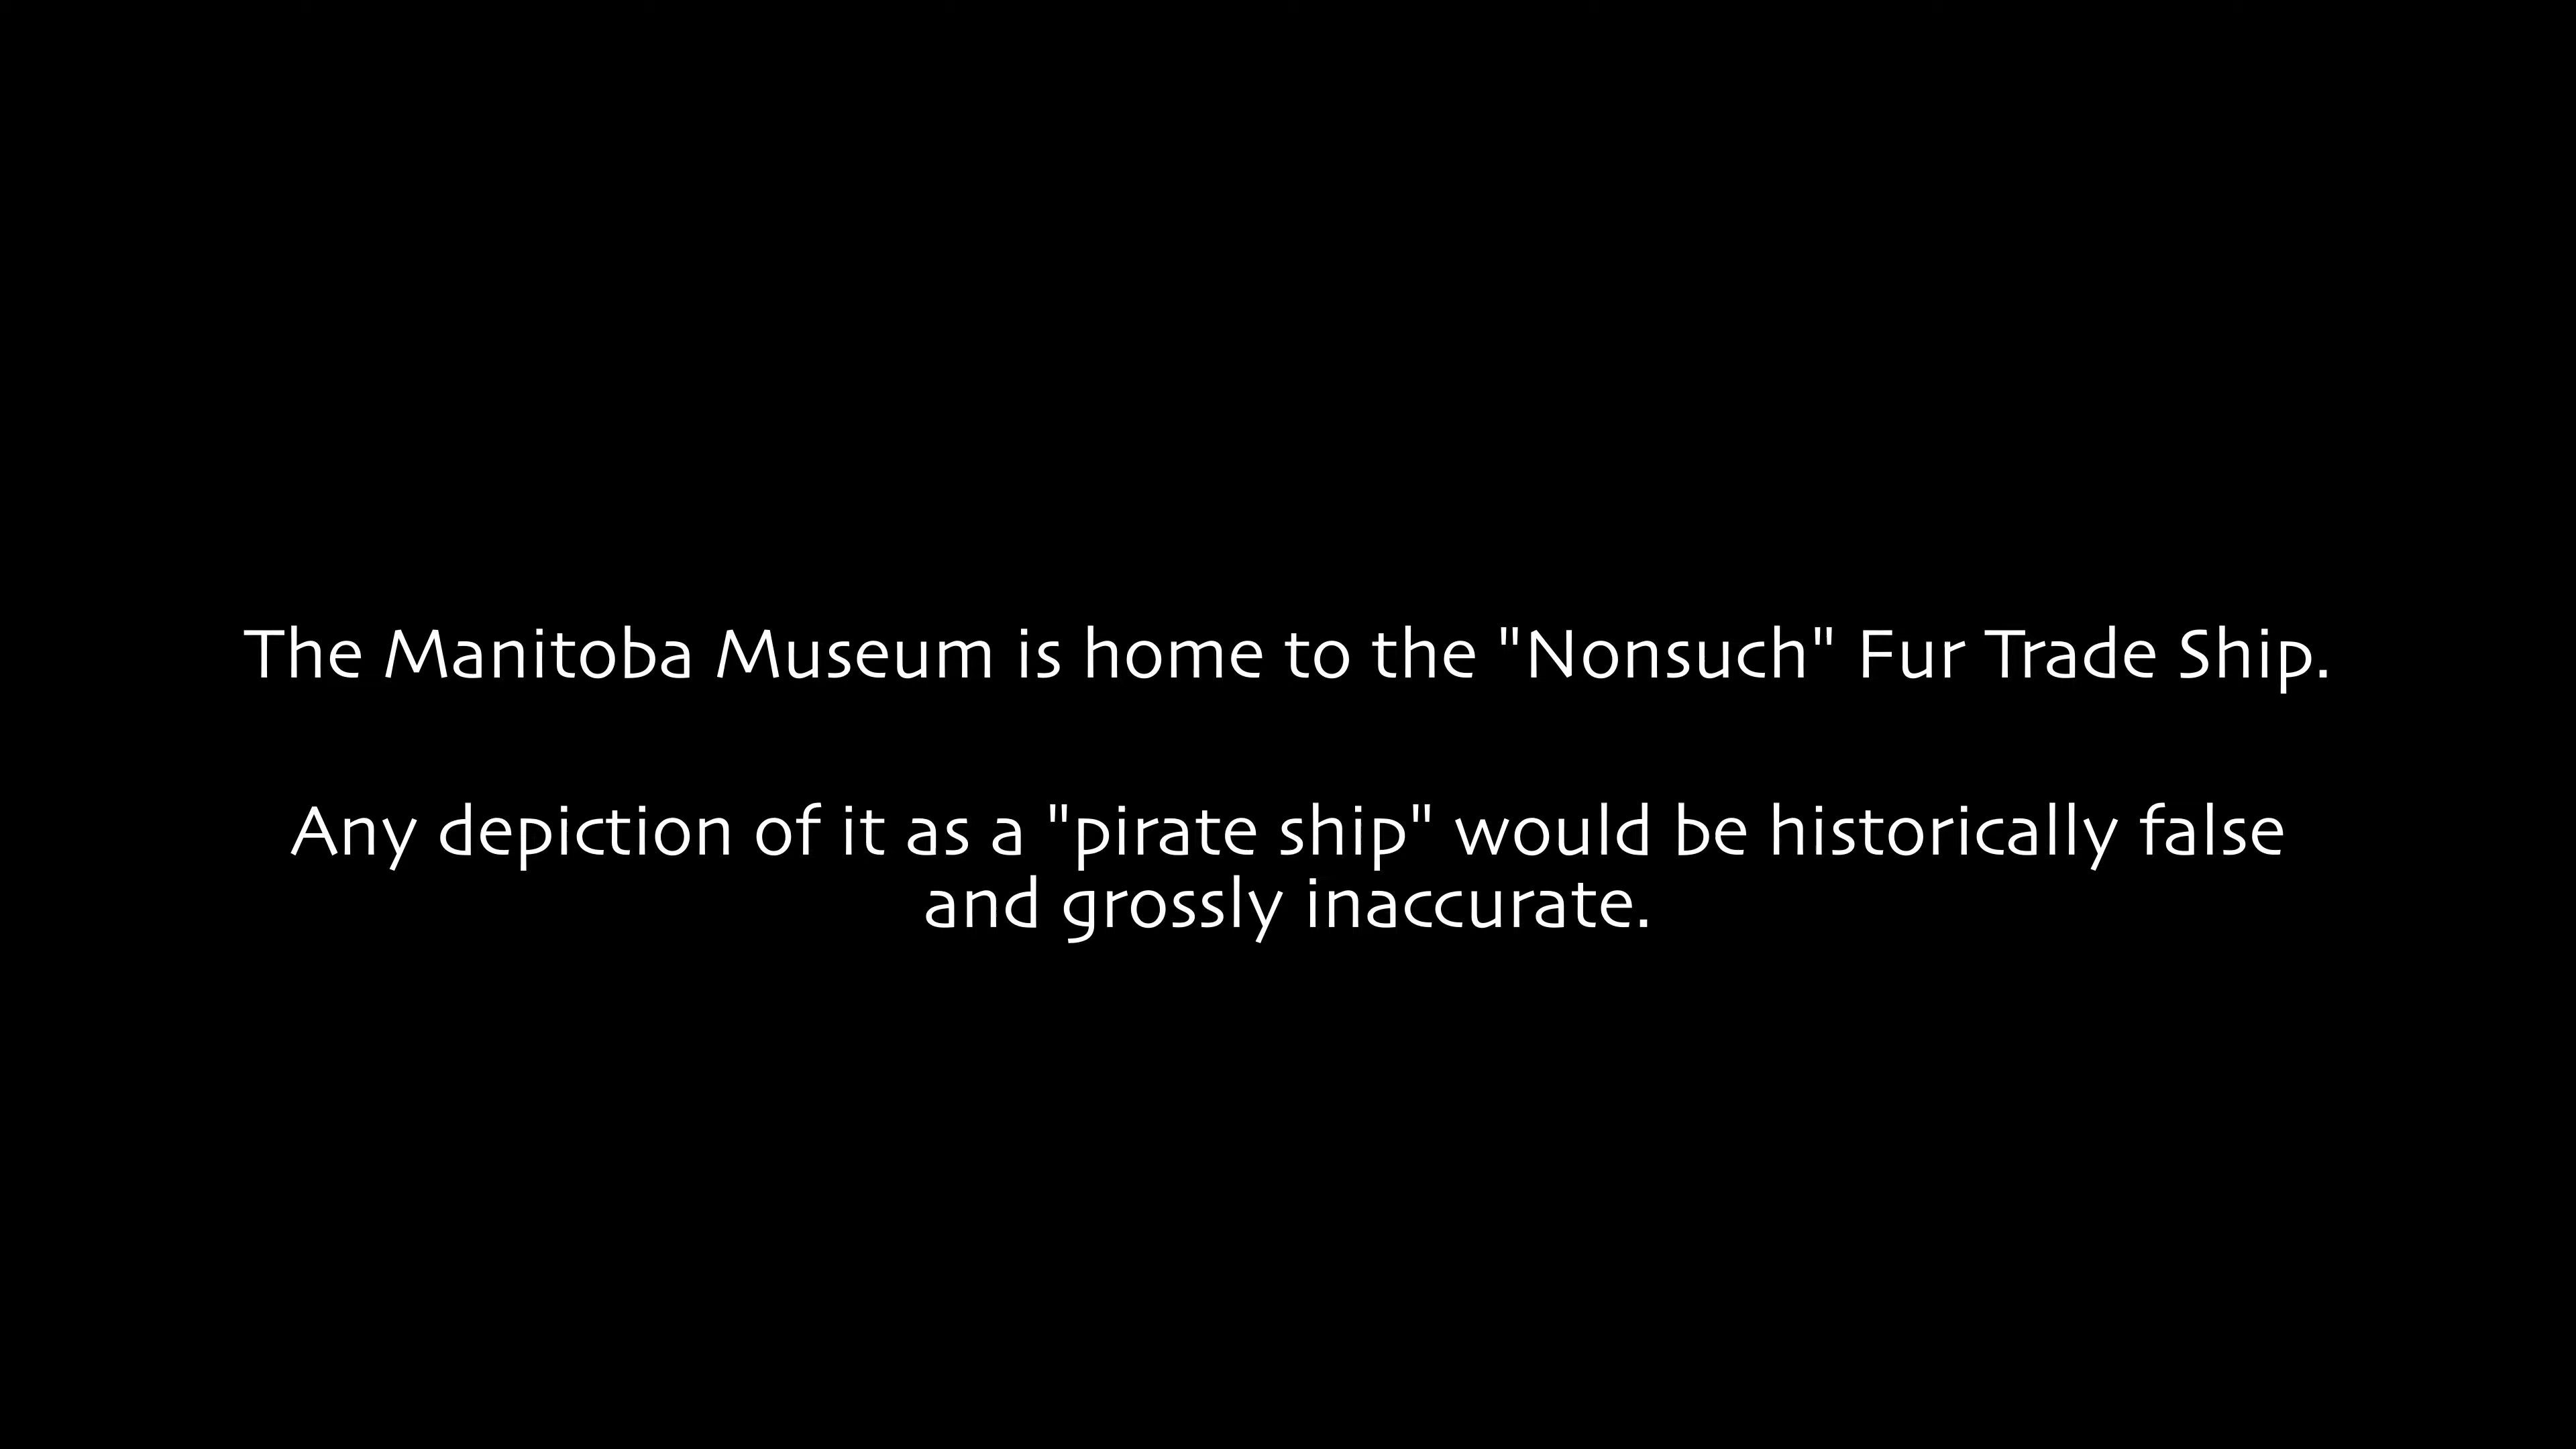 The Manitoba Museum is home to the "Nonsuch" Fur Trade Ship.
Any depiction of it as a "pirate ship" would be historically false
and grossly inaccurate.